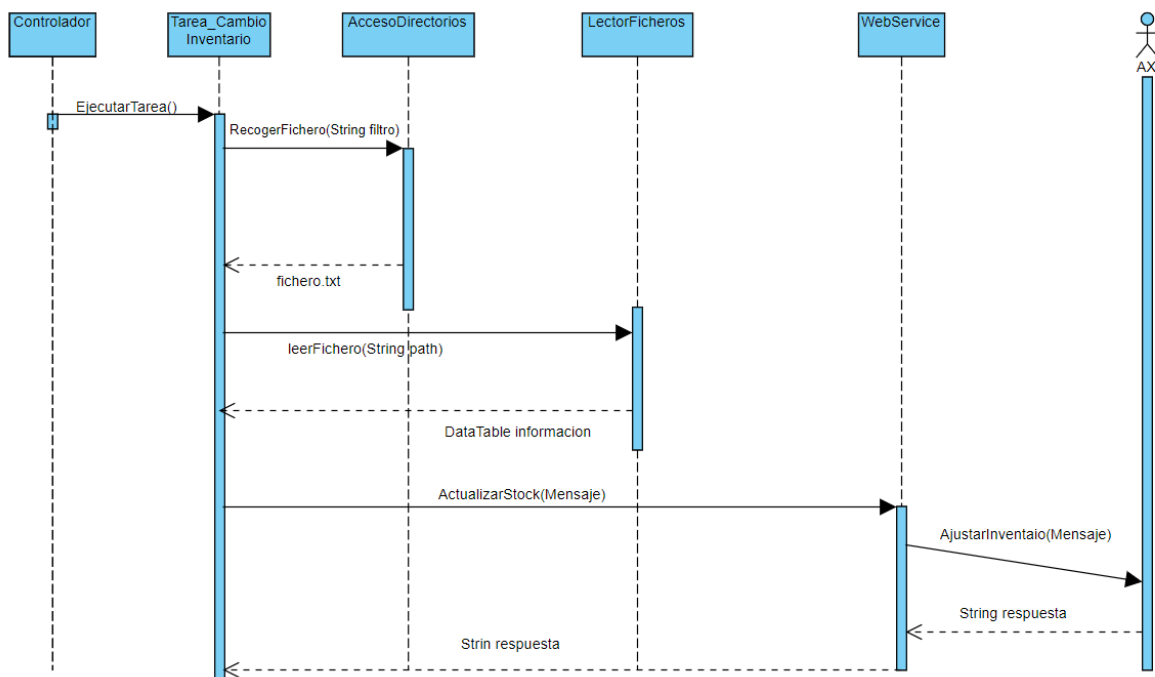 Controlador
Tarea_Cambio
Inventario
AccesoDirectorios
LectorFicheros
WebService
AX
EjecutarTarea()
RecogerFichero(String filtro)
fichero.txt
leerFichero(String path)
DataTable informacion
ActualizarStock(Mensaje)
AjustarInventaio(Mensaje)
String respuesta
Strin respuesta